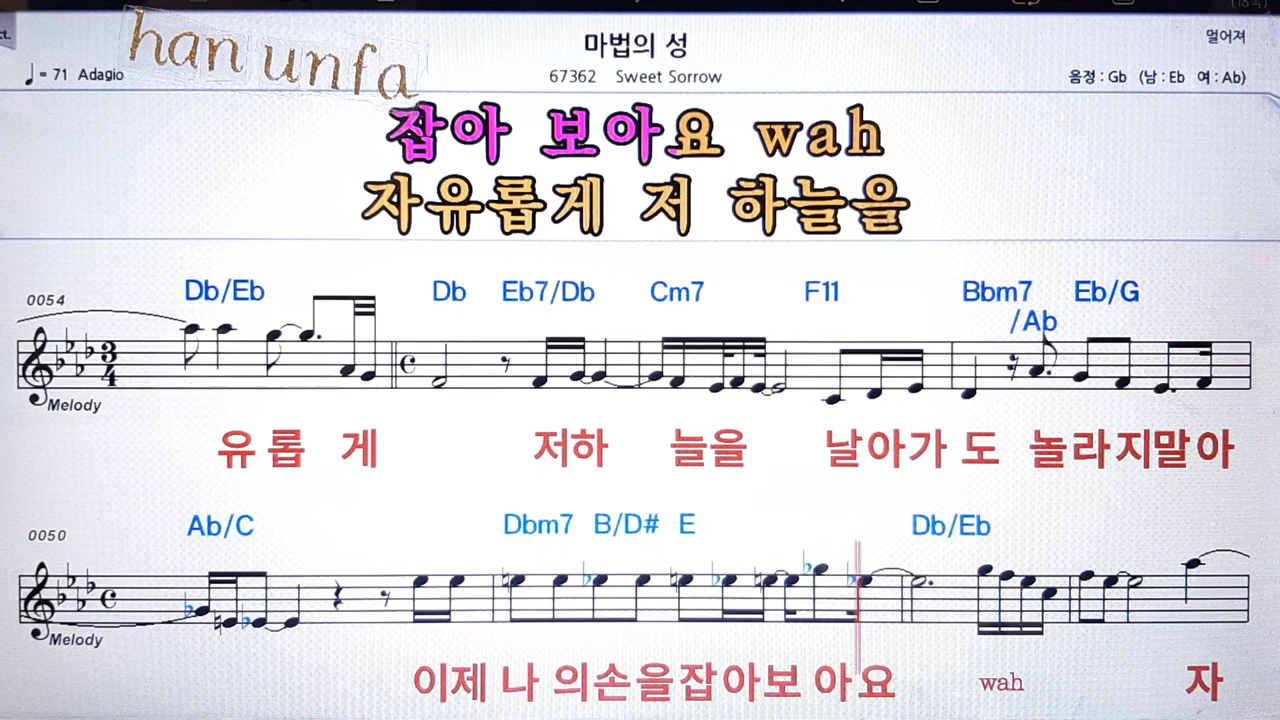 ct.
han unfa
마법의 성
멀어져
♩= 71 Adagio
67362 Sweet Sorrow
음정 : Gb (남 : Eb 여 : Ab)
잡아 보아요 wah
자유롭게 저 하늘을
0054
Db/Eb Db Eb7/Db Cm7 F11 Bbm7 /Ab Eb/G
3
4
Melody
유롭 게 저하 늘을 날아가 도 놀라지말아
0050
Ab/C Dbm7 B/D# E Db/Eb
Melody
이제 나 의손을잡아보 아요 wah 자